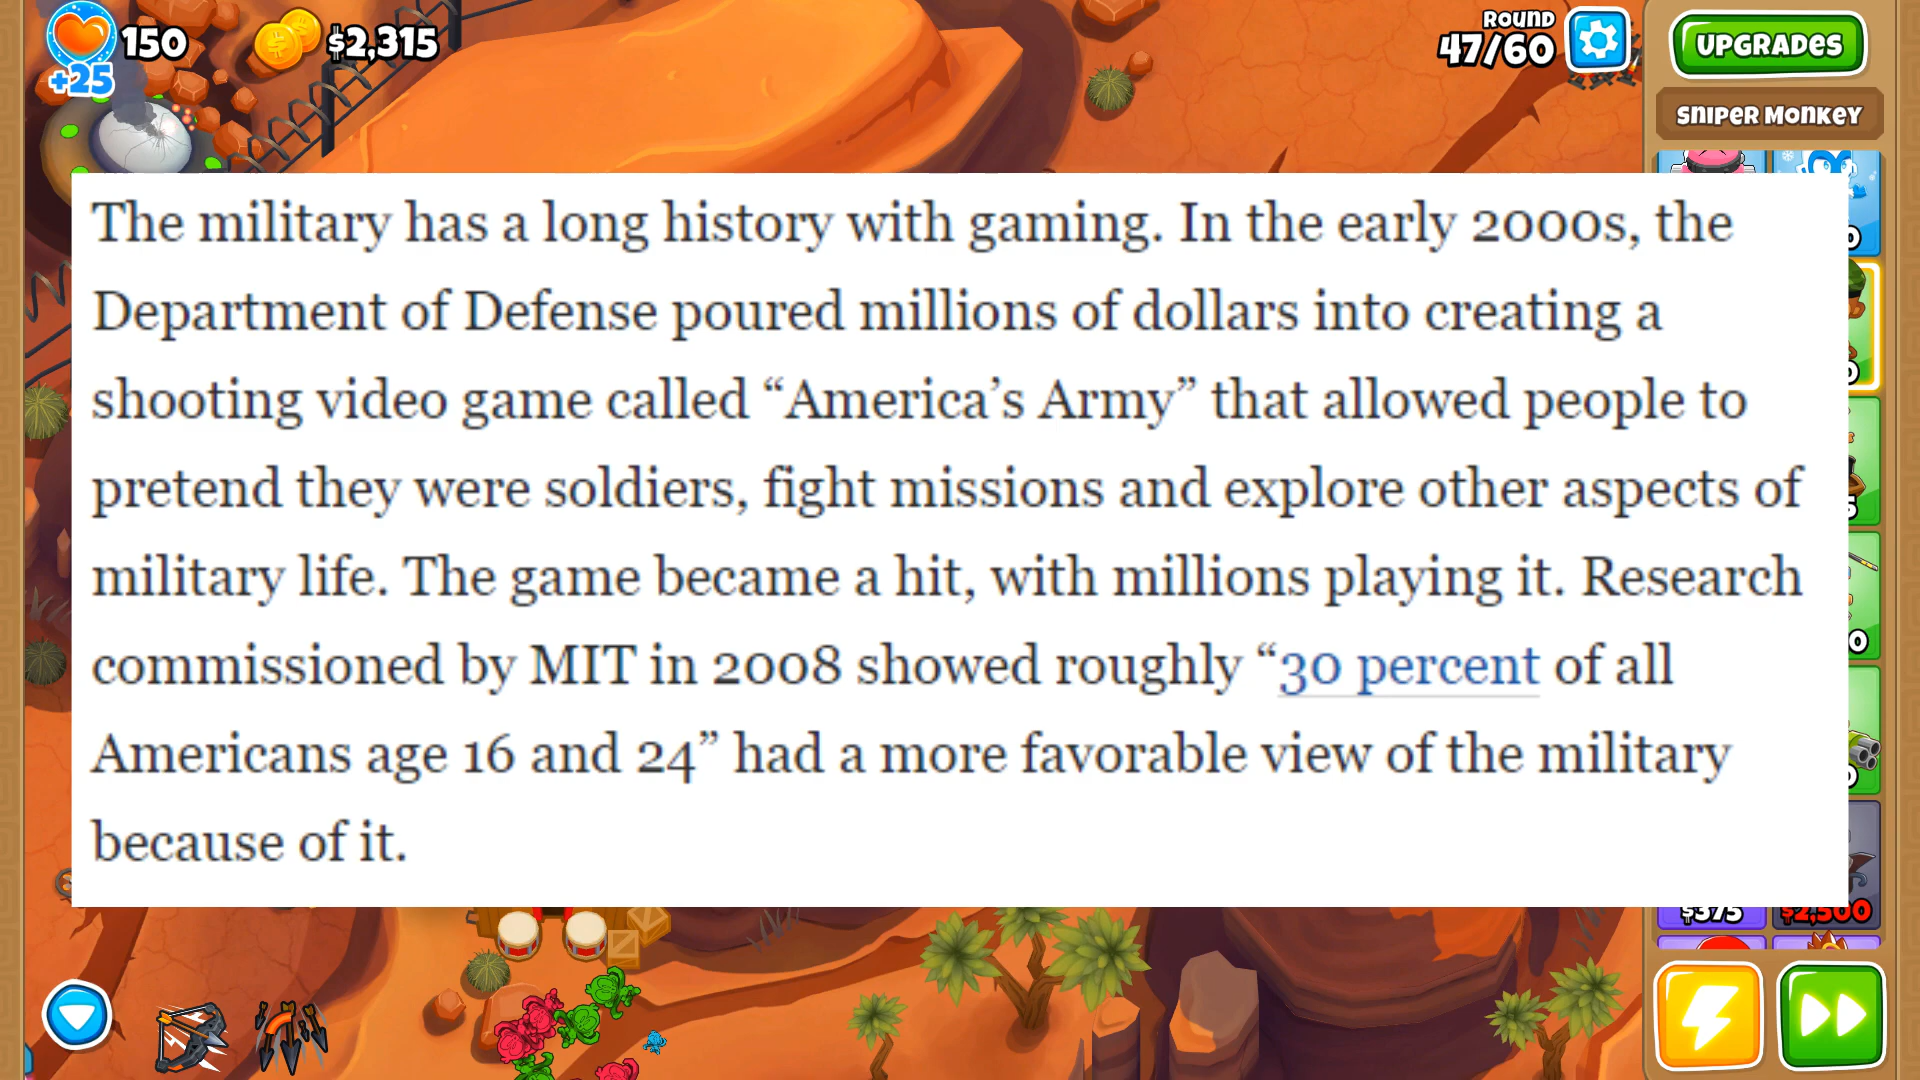 150
+25
$2,315
ROUND
47/60
UPGRADES
SNIPER MONKEY
The military has a long history with gaming. In the early 2000s, the
Department of Defense poured millions of dollars into creating a
shooting video game called “America’s Army” that allowed people to
pretend they were soldiers, fight missions and explore other aspects of
military life. The game became a hit, with millions playing it. Research
commissioned by MIT in 2008 showed roughly “30 percent of all
Americans age 16 and 24” had a more favorable view of the military
because of it.
$375
$2,500